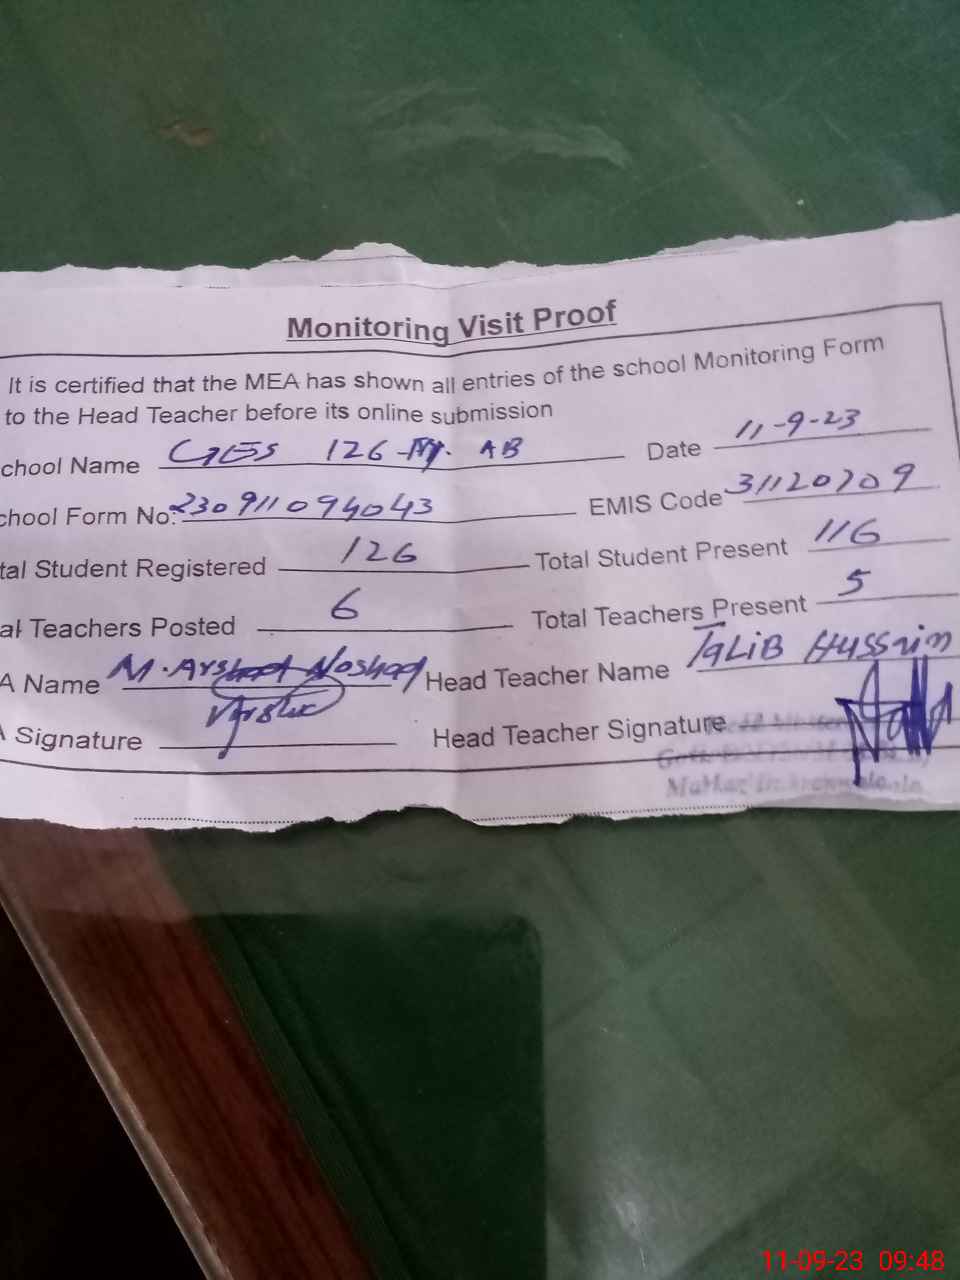 Monitoring Visit Proof
It is certified that the MEA has shown all entries of the school Monitoring Form
to the Head Teacher before its online submission
chool Name GES 126 AB Date 11-9-23
chool Form No. 230911094043 EMIS Code 31120709
tal Student Registered 126 Total Student Present 116
al Teachers Posted 6 Total Teachers Present 5
A Name M. Arshad Head Teacher Name TaLiB Hussain
Signature Head Teacher Signature
11-09-23 09:48